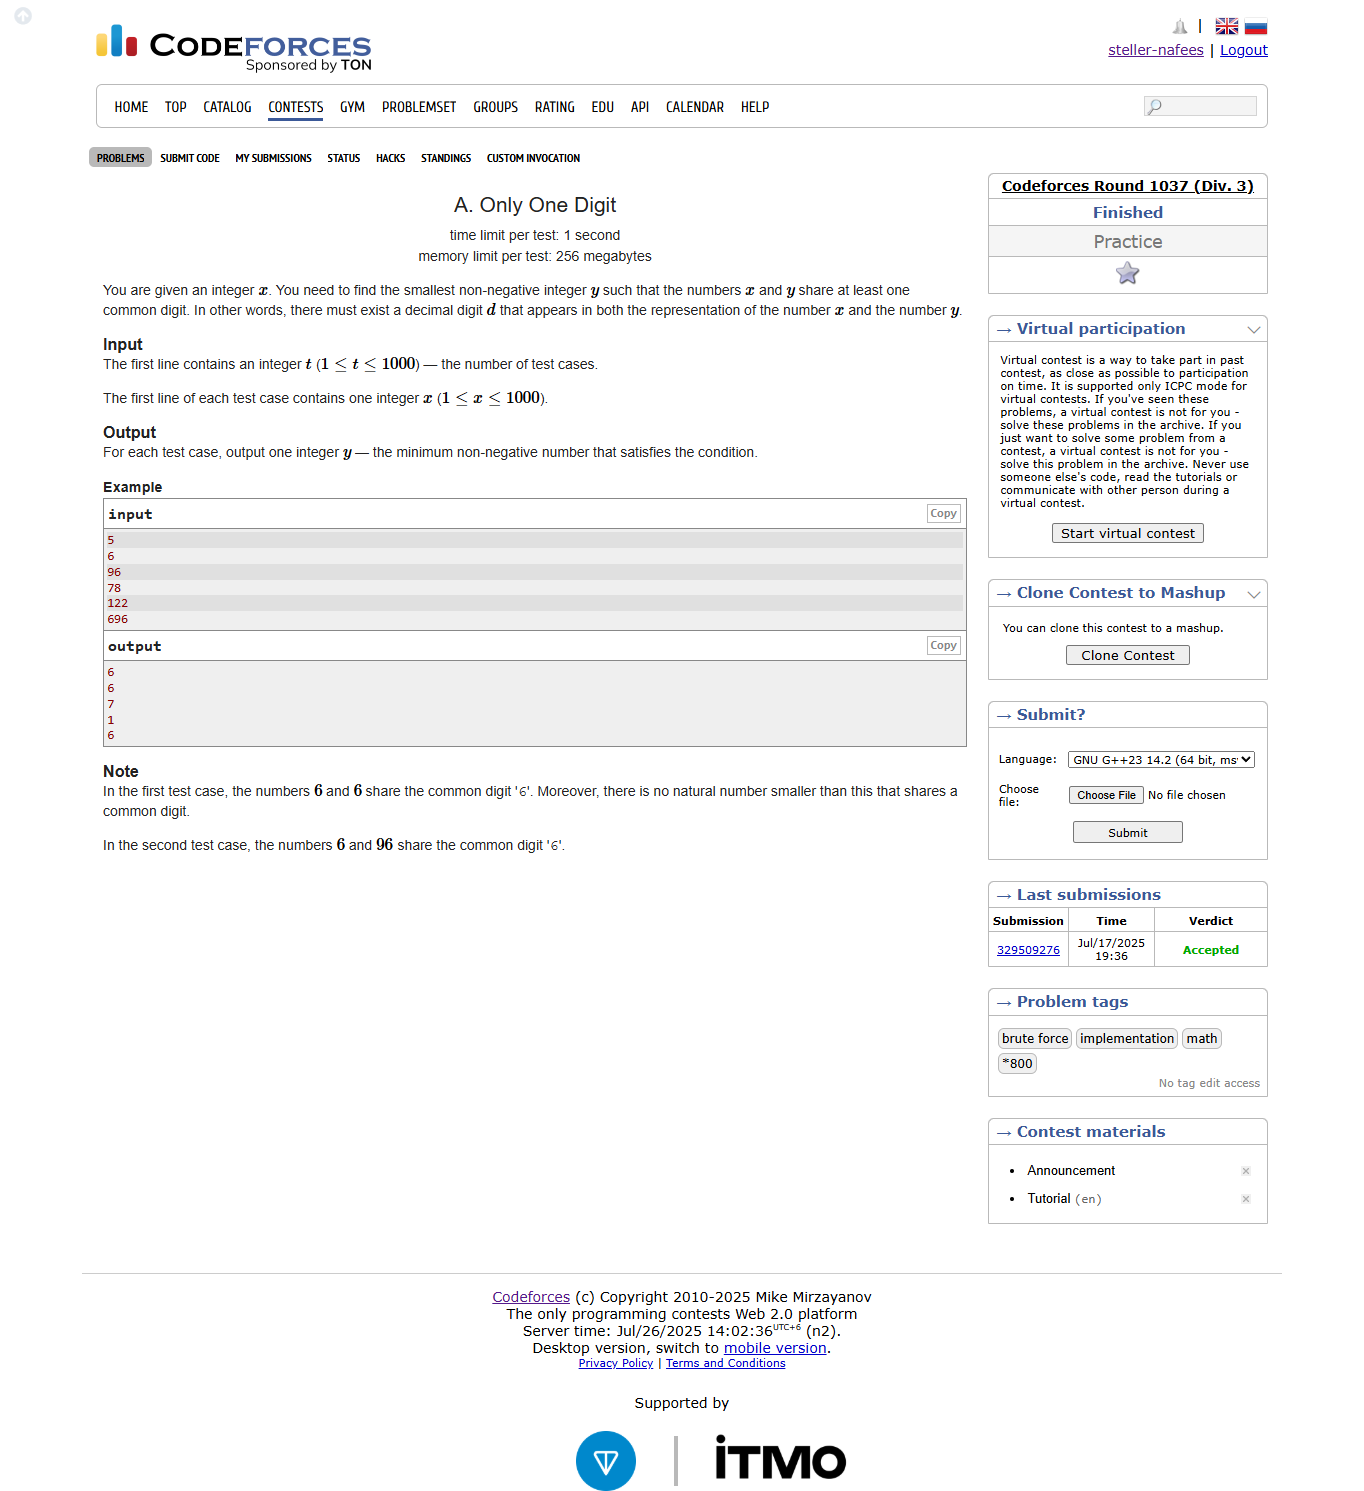 CODEFORCES
Sponsored by TON
|
steller-nafees | Logout
HOME TOP CATALOG CONTESTS GYM PROBLEMSET GROUPS RATING EDU API CALENDAR HELP
PROBLEMS SUBMIT CODE MY SUBMISSIONS STATUS HACKS STANDINGS CUSTOM INVOCATION
A. Only One Digit
time limit per test: 1 second
memory limit per test: 256 megabytes
You are given an integer x. You need to find the smallest non-negative integer y such that the numbers x and y share at least one
common digit. In other words, there must exist a decimal digit d that appears in both the representation of the number x and the number y.
Input
The first line contains an integer t (1 ≤ t ≤ 1000) — the number of test cases.
The first line of each test case contains one integer x (1 ≤ x ≤ 1000).
Output
For each test case, output one integer y — the minimum non-negative number that satisfies the condition.
Example
input
Copy
5
6
96
78
122
696
output
Copy
6
6
7
1
6
Note
In the first test case, the numbers 6 and 6 share the common digit '6'. Moreover, there is no natural number smaller than this that shares a
common digit.
In the second test case, the numbers 6 and 96 share the common digit '6'.
Codeforces Round 1037 (Div. 3)
Finished
Practice
→ Virtual participation
Virtual contest is a way to take part in past
contest, as close as possible to participation
on time. It is supported only ICPC mode for
virtual contests. If you've seen these
problems, a virtual contest is not for you -
solve these problems in the archive. If you
just want to solve some problem from a
contest, a virtual contest is not for you -
solve this problem in the archive. Never use
someone else's code, read the tutorials or
communicate with other person during a
virtual contest.
Start virtual contest
→ Clone Contest to Mashup
You can clone this contest to a mashup.
Clone Contest
→ Submit?
Language: GNU G++23 14.2 (64 bit, ms
Choose
file:
Choose File No file chosen
Submit
→ Last submissions
Submission Time Verdict
329509276
Jul/17/2025
19:36
Accepted
→ Problem tags
brute force implementation math
*800
No tag edit access
→ Contest materials
• Announcement
• Tutorial (en)
Codeforces (c) Copyright 2010-2025 Mike Mirzayanov
The only programming contests Web 2.0 platform
Server time: Jul/26/2025 14:02:36UTC+6 (n2).
Desktop version, switch to mobile version.
Privacy Policy | Terms and Conditions
Supported by
iTMO